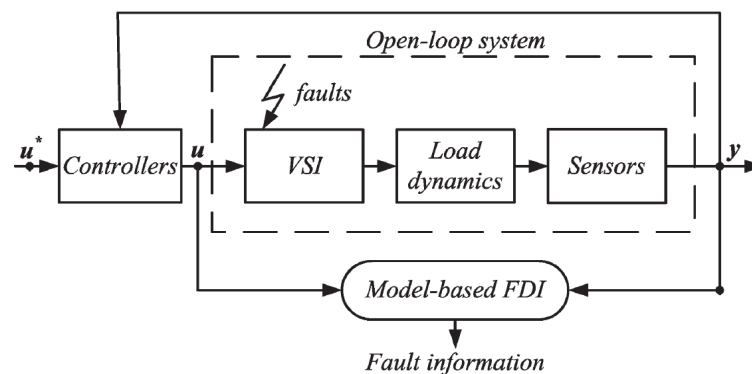 Open-loop system
faults
u*
Controllers
u
VSI
Load
dynamics
Sensors
y
Model-based FDI
Fault information